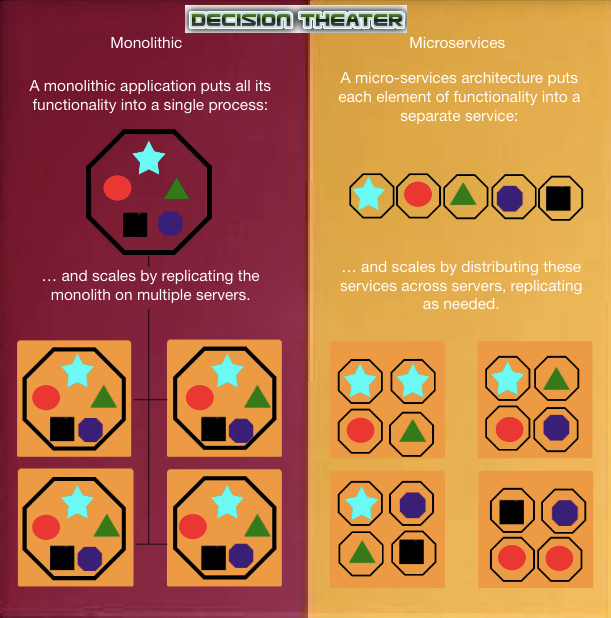 DECISION THEATER
Monolithic
A monolithic application puts all its
functionality into a single process:
… and scales by replicating the
monolith on multiple servers.
Microservices
A micro-services architecture puts
each element of functionality into a
separate service:
… and scales by distributing these
services across servers, replicating
as needed.